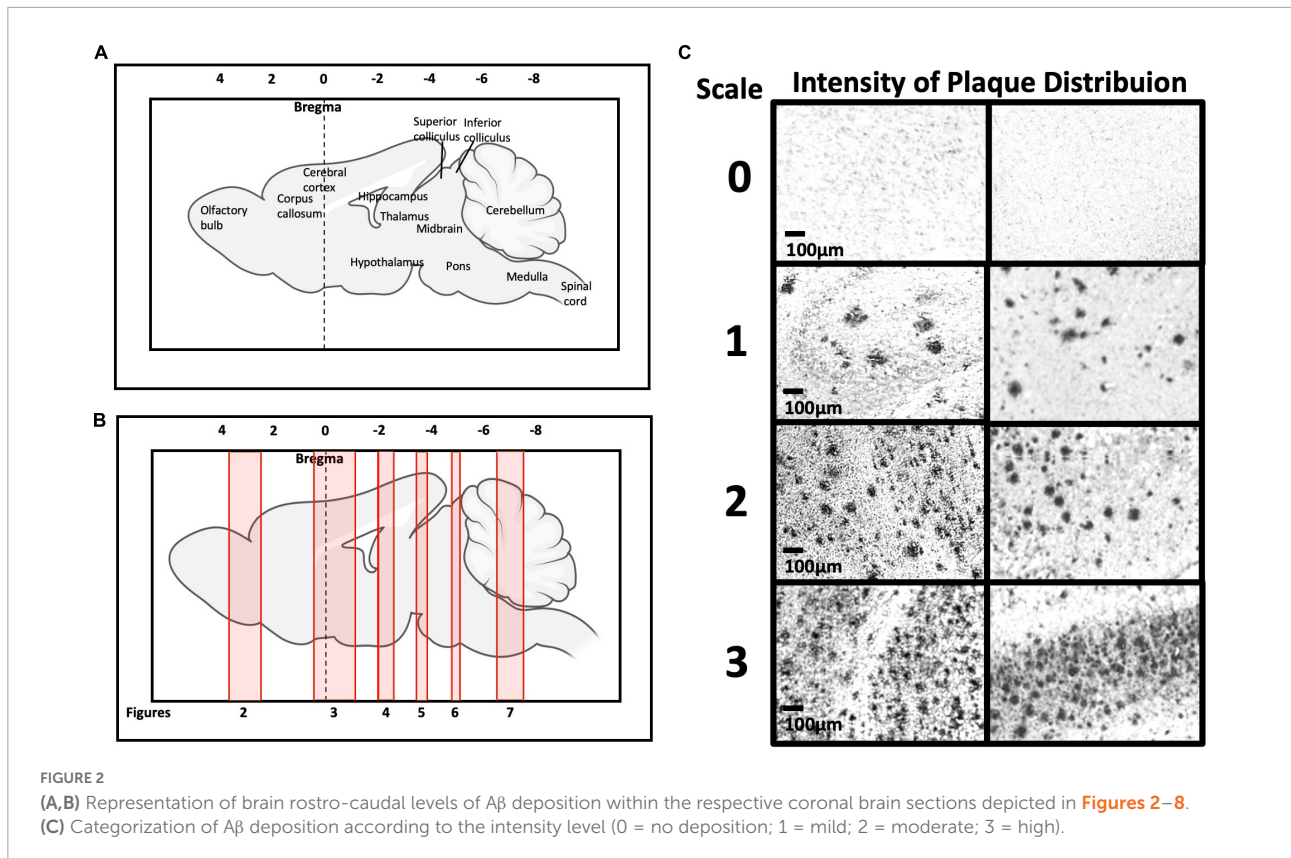 A
4 2 0 -2 -4 -6 -8
Bregma
Superior colliculus
Inferior colliculus
Cerebral cortex
Corpus callosum
Hippocampus
Olfactory bulb
Thalamus
Cerebellum
Midbrain
Hypothalamus
Pons
Medulla
Spinal cord
B
4 2 0 -2 -4 -6 -8
Bregma
Figures 2 3 4 5 6 7
C
Scale Intensity of Plaque Distribuion
0
100µm
1
100µm
2
100µm
3
100µm
FIGURE 2
(A,B) Representation of brain rostro-caudal levels of Aβ deposition within the respective coronal brain sections depicted in Figures 2–8.
(C) Categorization of Aβ deposition according to the intensity level (0 = no deposition; 1 = mild; 2 = moderate; 3 = high).